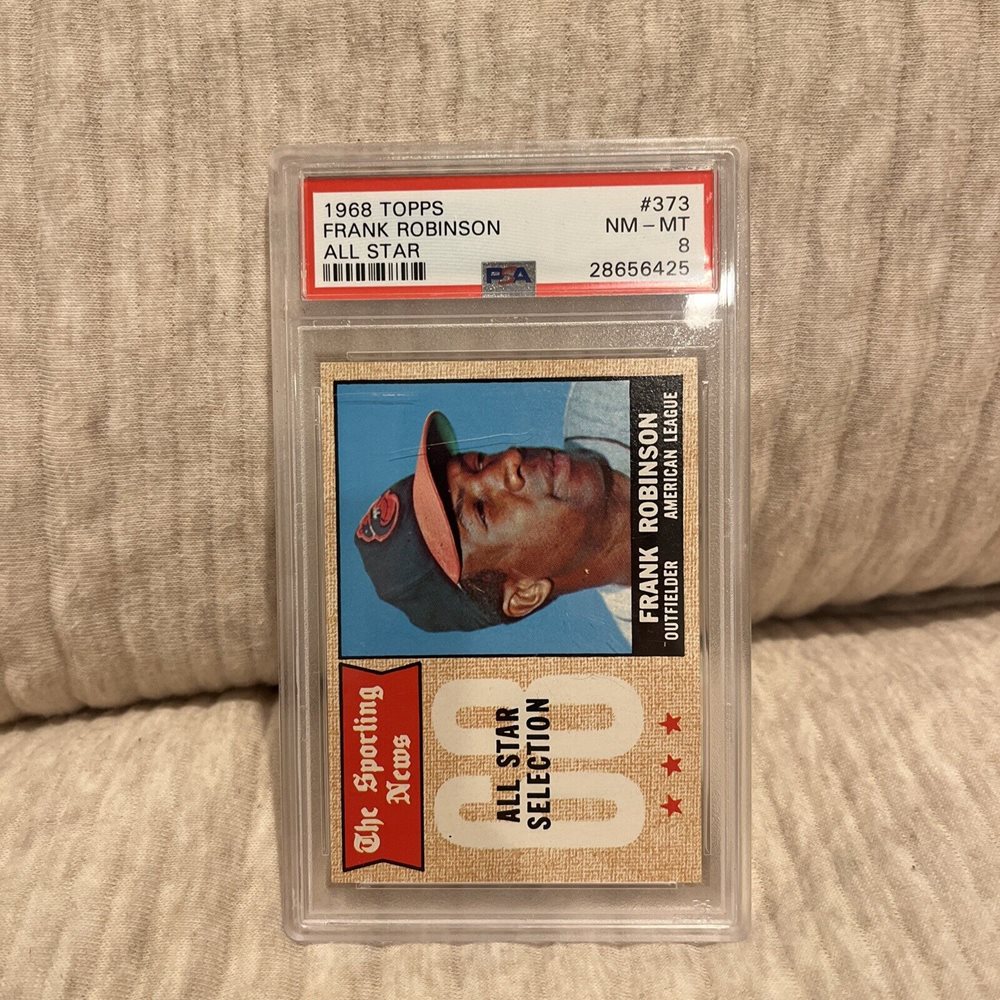 1968 TOPPS #373
FRANK ROBINSON NM-MT
ALL STAR 8
PSA 28656425
The Sporting
News
68
ALL STAR
SELECTION
FRANK ROBINSON
OUTFIELDER AMERICAN LEAGUE